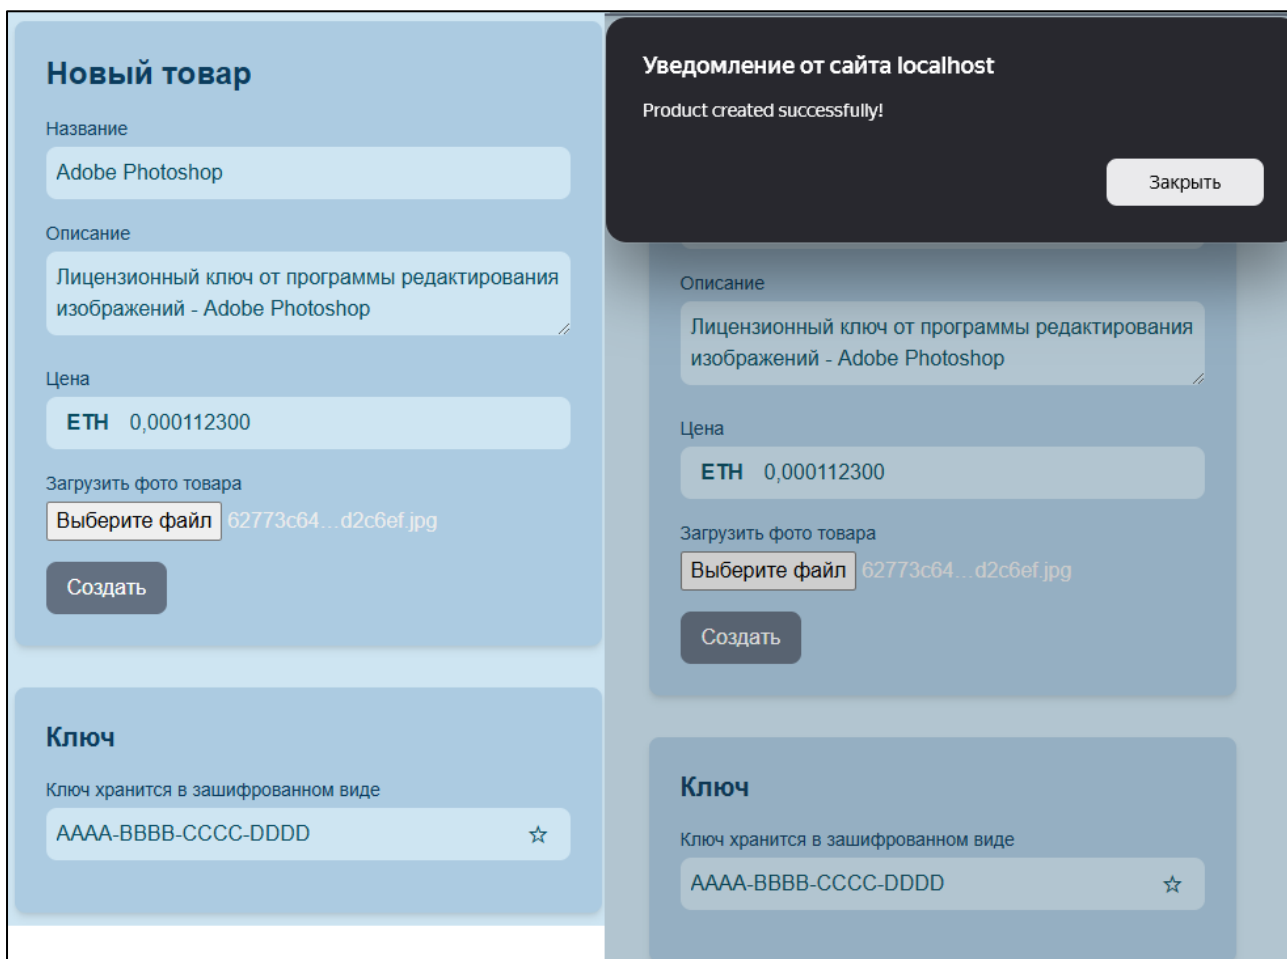 Новый товар
Название
Adobe Photoshop
Описание
Лицензионный ключ от программы редактирования
изображений - Adobe Photoshop
Цена
ETH 0,000112300
Загрузить фото товара
Выберите файл 62773c64...d2c6ef.jpg
Создать
Ключ
Ключ хранится в зашифрованном виде
AAAA-BBBB-CCCC-DDDD
Уведомление от сайта localhost
Product created successfully!
Закрыть
Описание
Лицензионный ключ от программы редактирования
изображений - Adobe Photoshop
Цена
ETH 0,000112300
Загрузить фото товара
Выберите файл 62773c64...d2c6ef.jpg
Создать
Ключ
Ключ хранится в зашифрованном виде
AAAA-BBBB-CCCC-DDDD